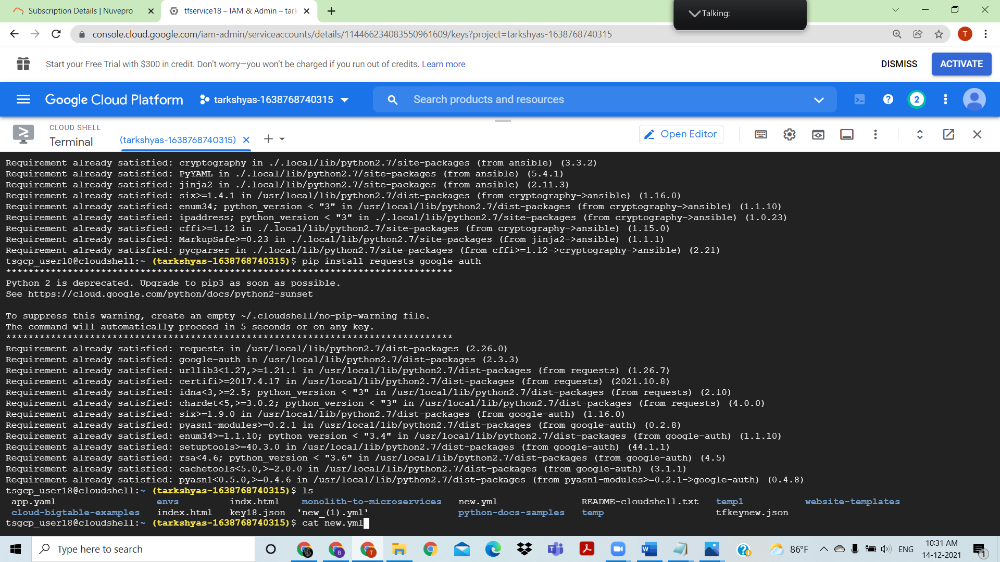 Subscription Details | Nuvepro
tfservice18 – IAM & Admin – tark
Talking:
console.cloud.google.com/iam-admin/serviceaccounts/details/114466234083550961609/keys?project=tarkshyas-1638768740315
T
Start your Free Trial with $300 in credit. Don't worry—you won't be charged if you run out of credits. Learn more
DISMISS
ACTIVATE
Google Cloud Platform
tarkshyas-1638768740315
Search products and resources
2
CLOUD SHELL
Terminal
(tarkshyas-1638768740315)
Open Editor
Requirement already satisfied: cryptography in ./.local/lib/python2.7/site-packages (from ansible) (3.3.2)
Requirement already satisfied: PyYAML in ./.local/lib/python2.7/site-packages (from ansible) (5.4.1)
Requirement already satisfied: jinja2 in ./.local/lib/python2.7/site-packages (from ansible) (2.11.3)
Requirement already satisfied: six>=1.4.1 in /usr/local/lib/python2.7/dist-packages (from cryptography->ansible) (1.16.0)
Requirement already satisfied: enum34; python_version < "3" in /usr/local/lib/python2.7/dist-packages (from cryptography->ansible) (1.1.10)
Requirement already satisfied: ipaddress; python_version < "3" in ./.local/lib/python2.7/site-packages (from cryptography->ansible) (1.0.23)
Requirement already satisfied: cffi>=1.12 in ./.local/lib/python2.7/site-packages (from cryptography->ansible) (1.15.0)
Requirement already satisfied: MarkupSafe>=0.23 in ./.local/lib/python2.7/site-packages (from jinja2->ansible) (1.1.1)
Requirement already satisfied: pycparser in ./.local/lib/python2.7/site-packages (from cffi>=1.12->cryptography->ansible) (2.21)
tsgcp_user18@cloudshell:~ (tarkshyas-1638768740315)$ pip install requests google-auth
********************************************************************************
Python 2 is deprecated. Upgrade to pip3 as soon as possible.
See https://cloud.google.com/python/docs/python2-sunset
To suppress this warning, create an empty ~/.cloudshell/no-pip-warning file.
The command will automatically proceed in 5 seconds or on any key.
********************************************************************************
Requirement already satisfied: requests in /usr/local/lib/python2.7/dist-packages (2.26.0)
Requirement already satisfied: google-auth in /usr/local/lib/python2.7/dist-packages (2.3.3)
Requirement already satisfied: urllib3<1.27,>=1.21.1 in /usr/local/lib/python2.7/dist-packages (from requests) (1.26.7)
Requirement already satisfied: certifi>=2017.4.17 in /usr/local/lib/python2.7/dist-packages (from requests) (2021.10.8)
Requirement already satisfied: idna<3,>=2.5; python_version < "3" in /usr/local/lib/python2.7/dist-packages (from requests) (2.10)
Requirement already satisfied: chardet<5,>=3.0.2; python_version < "3" in /usr/local/lib/python2.7/dist-packages (from requests) (4.0.0)
Requirement already satisfied: six>=1.9.0 in /usr/local/lib/python2.7/dist-packages (from google-auth) (1.16.0)
Requirement already satisfied: pyasn1-modules>=0.2.1 in /usr/local/lib/python2.7/dist-packages (from google-auth) (0.2.8)
Requirement already satisfied: enum34>=1.1.10; python_version < "3.4" in /usr/local/lib/python2.7/dist-packages (from google-auth) (1.1.10)
Requirement already satisfied: setuptools>=40.3.0 in /usr/local/lib/python2.7/dist-packages (from google-auth) (44.1.1)
Requirement already satisfied: rsa<4.6; python_version < "3.6" in /usr/local/lib/python2.7/dist-packages (from google-auth) (4.5)
Requirement already satisfied: cachetools<5.0,>=2.0.0 in /usr/local/lib/python2.7/dist-packages (from google-auth) (3.1.1)
Requirement already satisfied: pyasn1<0.5.0,>=0.4.6 in /usr/local/lib/python2.7/dist-packages (from pyasn1-modules>=0.2.1->google-auth) (0.4.8)
tsgcp_user18@cloudshell:~ (tarkshyas-1638768740315)$ ls
app.yaml envs indx.html monolith-to-microservices new.yml README-cloudshell.txt temp1 website-templates
cloud-bigtable-examples index.html key18.json 'new_(1).yml' python-docs-samples temp tfkeynew.json
tsgcp_user18@cloudshell:~ (tarkshyas-1638768740315)$ cat new.yml
Type here to search
86°F
ENG
10:31 AM
14-12-2021
1